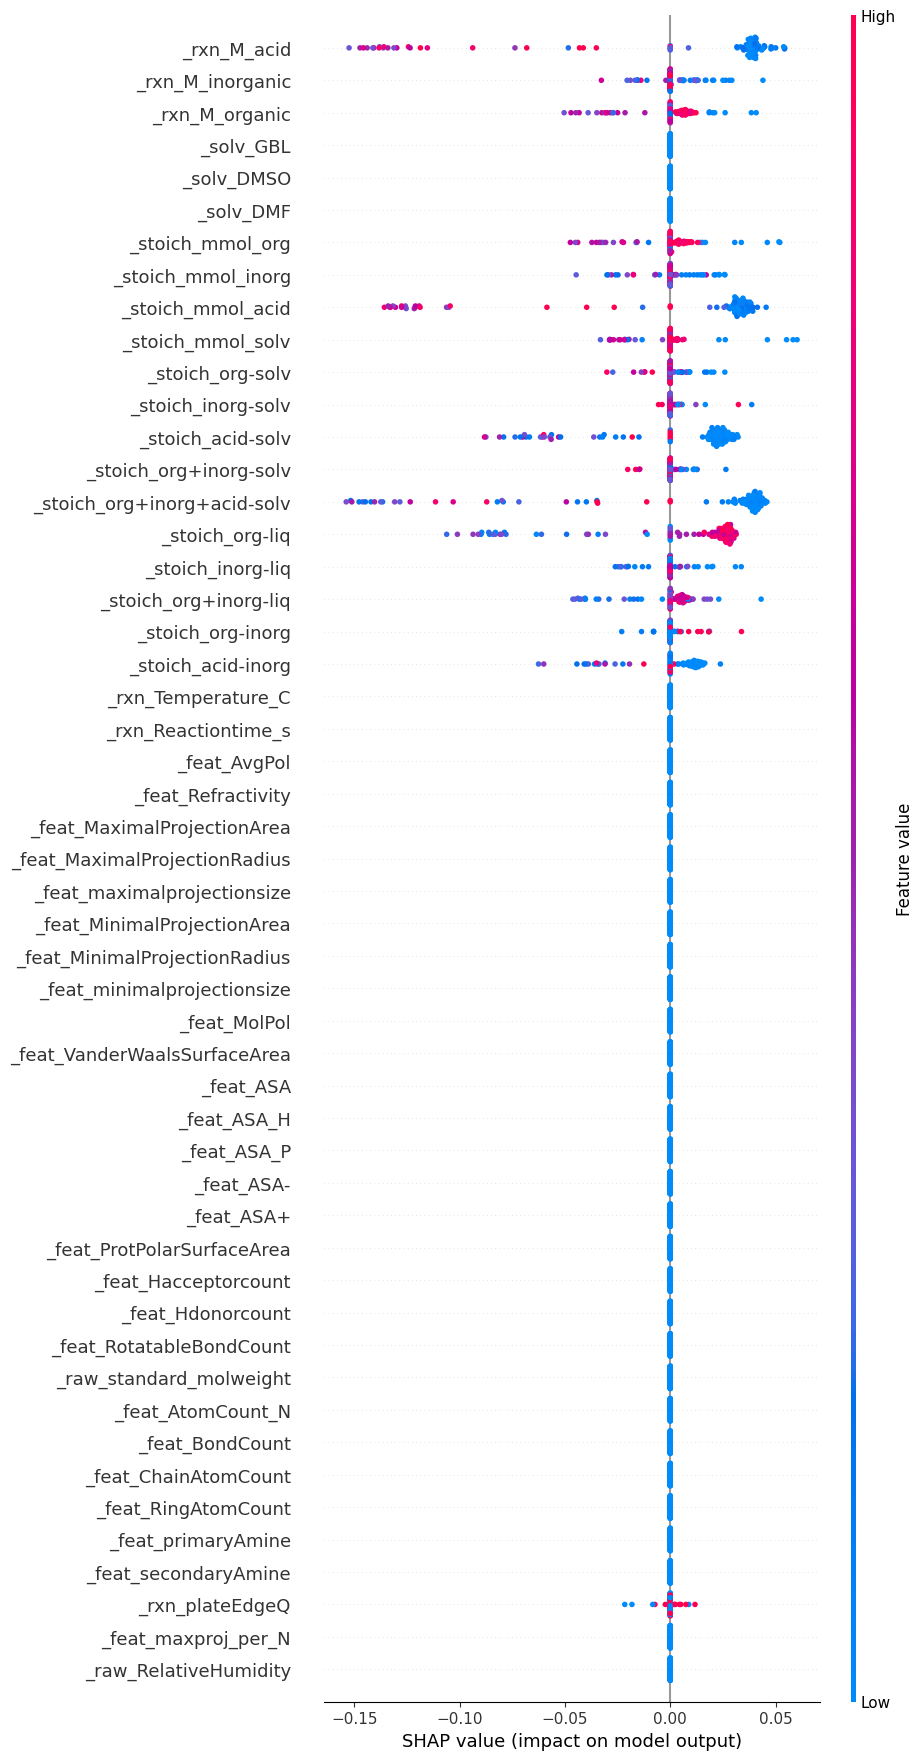 High
_rxn_M_acid
_rxn_M_inorganic
_rxn_M_organic
_solv_GBL
_solv_DMSO
_solv_DMF
_stoich_mmol_org
_stoich_mmol_inorg
_stoich_mmol_acid
_stoich_mmol_solv
_stoich_org-solv
_stoich_inorg-solv
_stoich_acid-solv
_stoich_org+inorg-solv
_stoich_org+inorg+acid-solv
_stoich_org-liq
_stoich_inorg-liq
_stoich_org+inorg-liq
_stoich_org-inorg
_stoich_acid-inorg
_rxn_Temperature_C
_rxn_Reactiontime_s
_feat_AvgPol
_feat_Refractivity
_feat_MaximalProjectionArea
_feat_MaximalProjectionRadius
_feat_maximalprojectionsize
_feat_MinimalProjectionArea
_feat_MinimalProjectionRadius
_feat_minimalprojectionsize
_feat_MolPol
_feat_VanderWaalsSurfaceArea
_feat_ASA
_feat_ASA_H
_feat_ASA_P
_feat_ASA-
_feat_ASA+
_feat_ProtPolarSurfaceArea
_feat_Hacceptorcount
_feat_Hdonorcount
_feat_RotatableBondCount
_raw_standard_molweight
_feat_AtomCount_N
_feat_BondCount
_feat_ChainAtomCount
_feat_RingAtomCount
_feat_primaryAmine
_feat_secondaryAmine
_rxn_plateEdgeQ
_feat_maxproj_per_N
_raw_RelativeHumidity
Feature value
Low
−0.15 −0.10 −0.05 0.00 0.05
SHAP value (impact on model output)